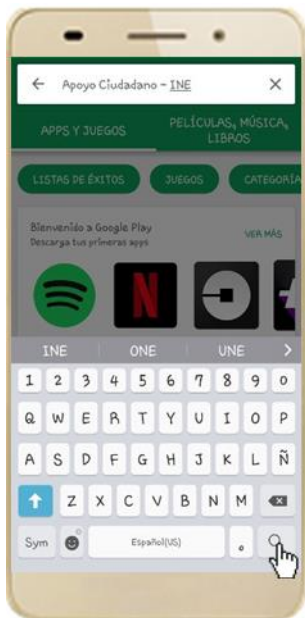 Apoyo Ciudadano - INE
APPS Y JUEGOS
PELÍCULAS, MÚSICA,
LIBROS
LISTAS DE ÉXITOS
JUEGOS
CATEGORÍA
Bienvenido a Google Play
Descarga tus primeras apps
VER MÁS
N
INE ONE UNE
1 2 3 4 5 6 7 8 9 0
Q W E R T Y U I O P
A S D F G H J K L Ñ
Z X C V B N M
Sym Español(US) .